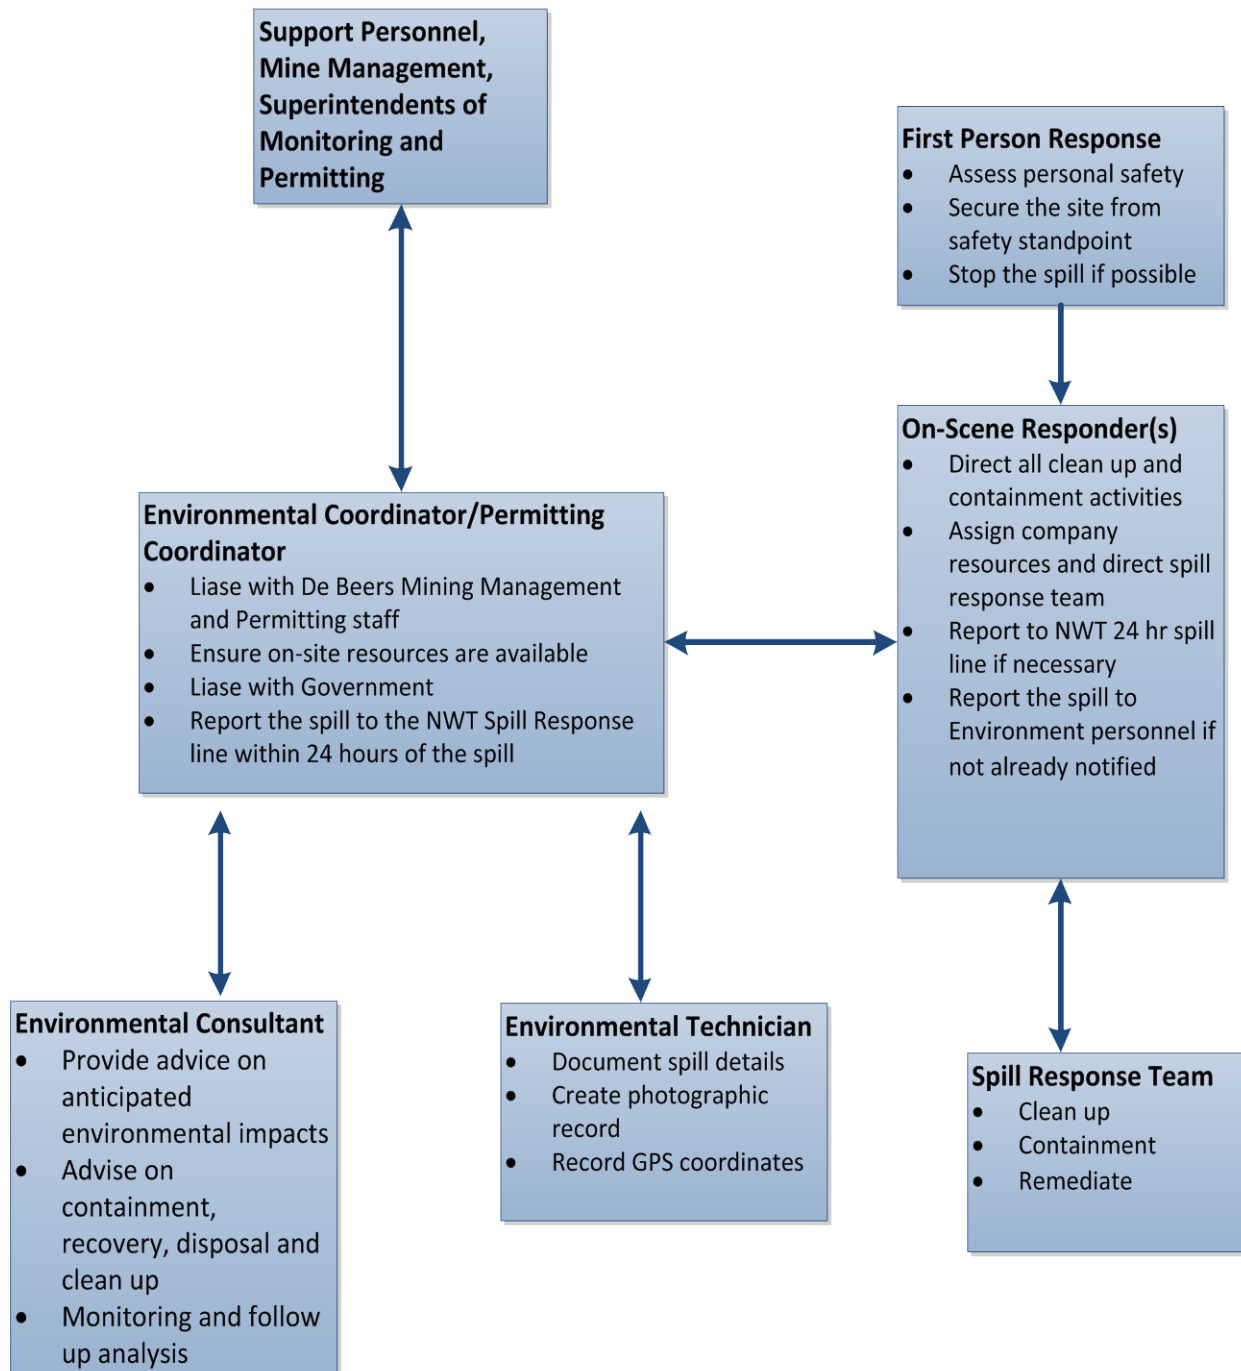 Support Personnel,
Mine Management,
Superintendents of
Monitoring and
Permitting
First Person Response
• Assess personal safety
• Secure the site from
safety standpoint
• Stop the spill if possible
On-Scene Responder(s)
• Direct all clean up and
containment activities
• Assign company
resources and direct spill
response team
• Report to NWT 24 hr spill
line if necessary
• Report the spill to
Environment personnel if
not already notified
Environmental Coordinator/Permitting
Coordinator
• Liase with De Beers Mining Management
and Permitting staff
• Ensure on-site resources are available
• Liase with Government
• Report the spill to the NWT Spill Response
line within 24 hours of the spill
Environmental Consultant
• Provide advice on
anticipated
environmental impacts
• Advise on
containment,
recovery, disposal and
clean up
• Monitoring and follow
up analysis
Environmental Technician
• Document spill details
• Create photographic
record
• Record GPS coordinates
Spill Response Team
• Clean up
• Containment
• Remediate